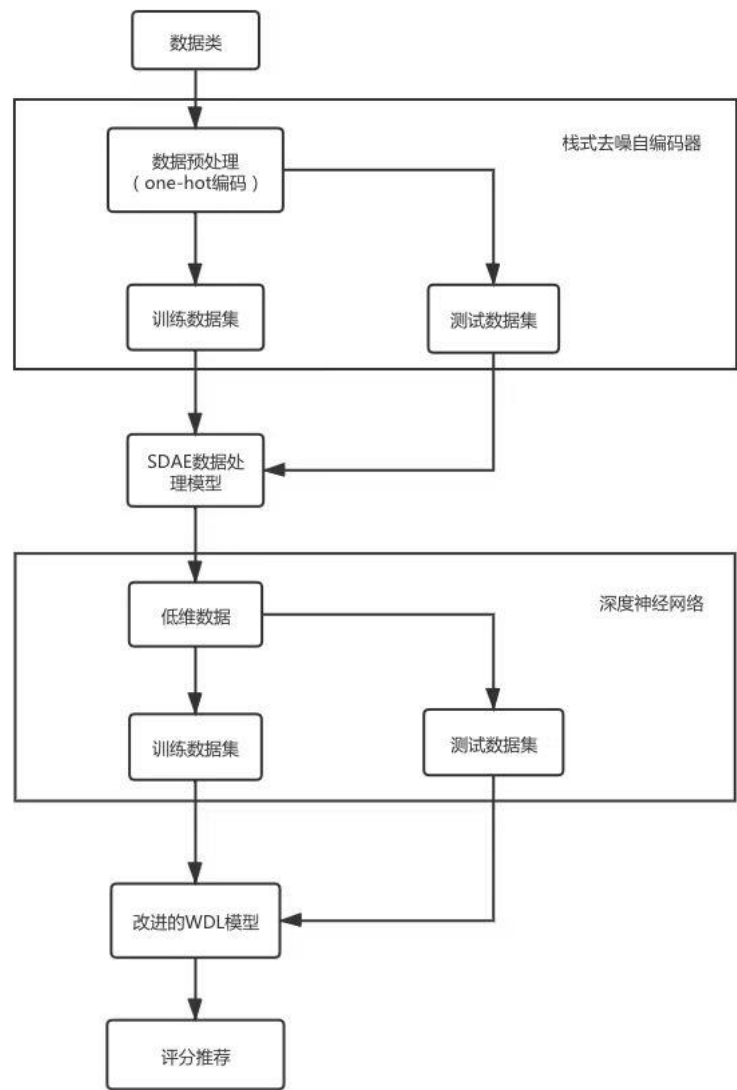 数据类
栈式去噪自编码器
数据预处理
（one-hot编码）
训练数据集
测试数据集
SDAE数据处
理模型
低维数据
深度神经网络
训练数据集
测试数据集
改进的WDL模型
评分推荐